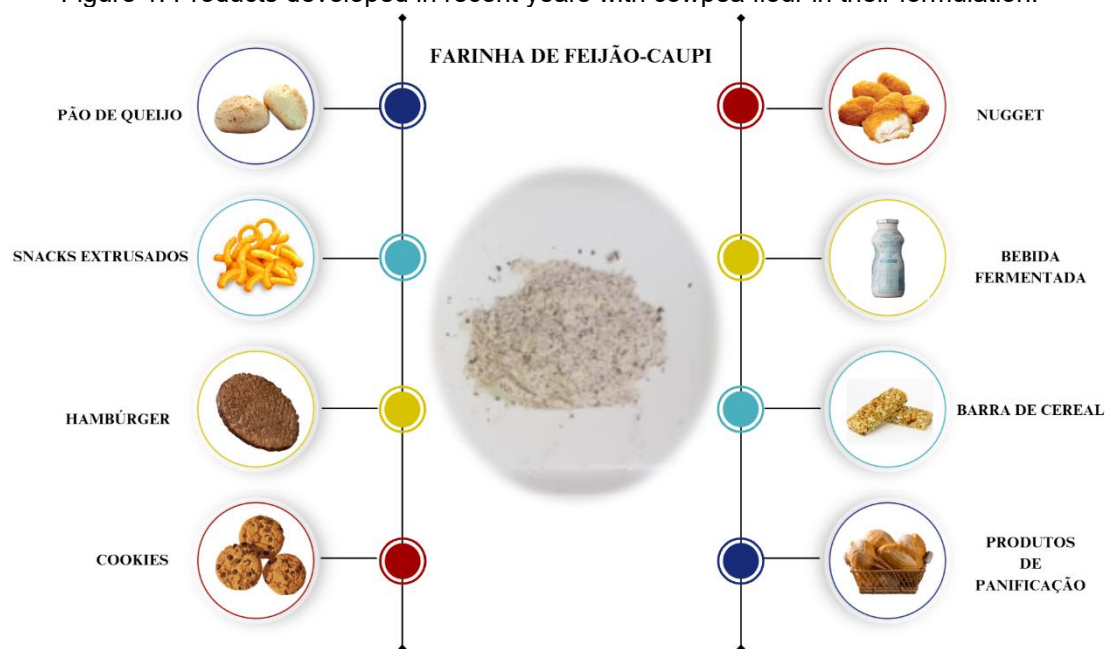 Figure 1. Products developed in recent years with cowpea flour in their formulation.
FARINHA DE FEIJÃO-CAUPI
PÃO DE QUEIJO
SNACKS EXTRUSADOS
HAMBÚRGER
COOKIES
NUGGET
BEBIDA
FERMENTADA
BARRA DE CEREAL
PRODUTOS
DE
PANIFICAÇÃO